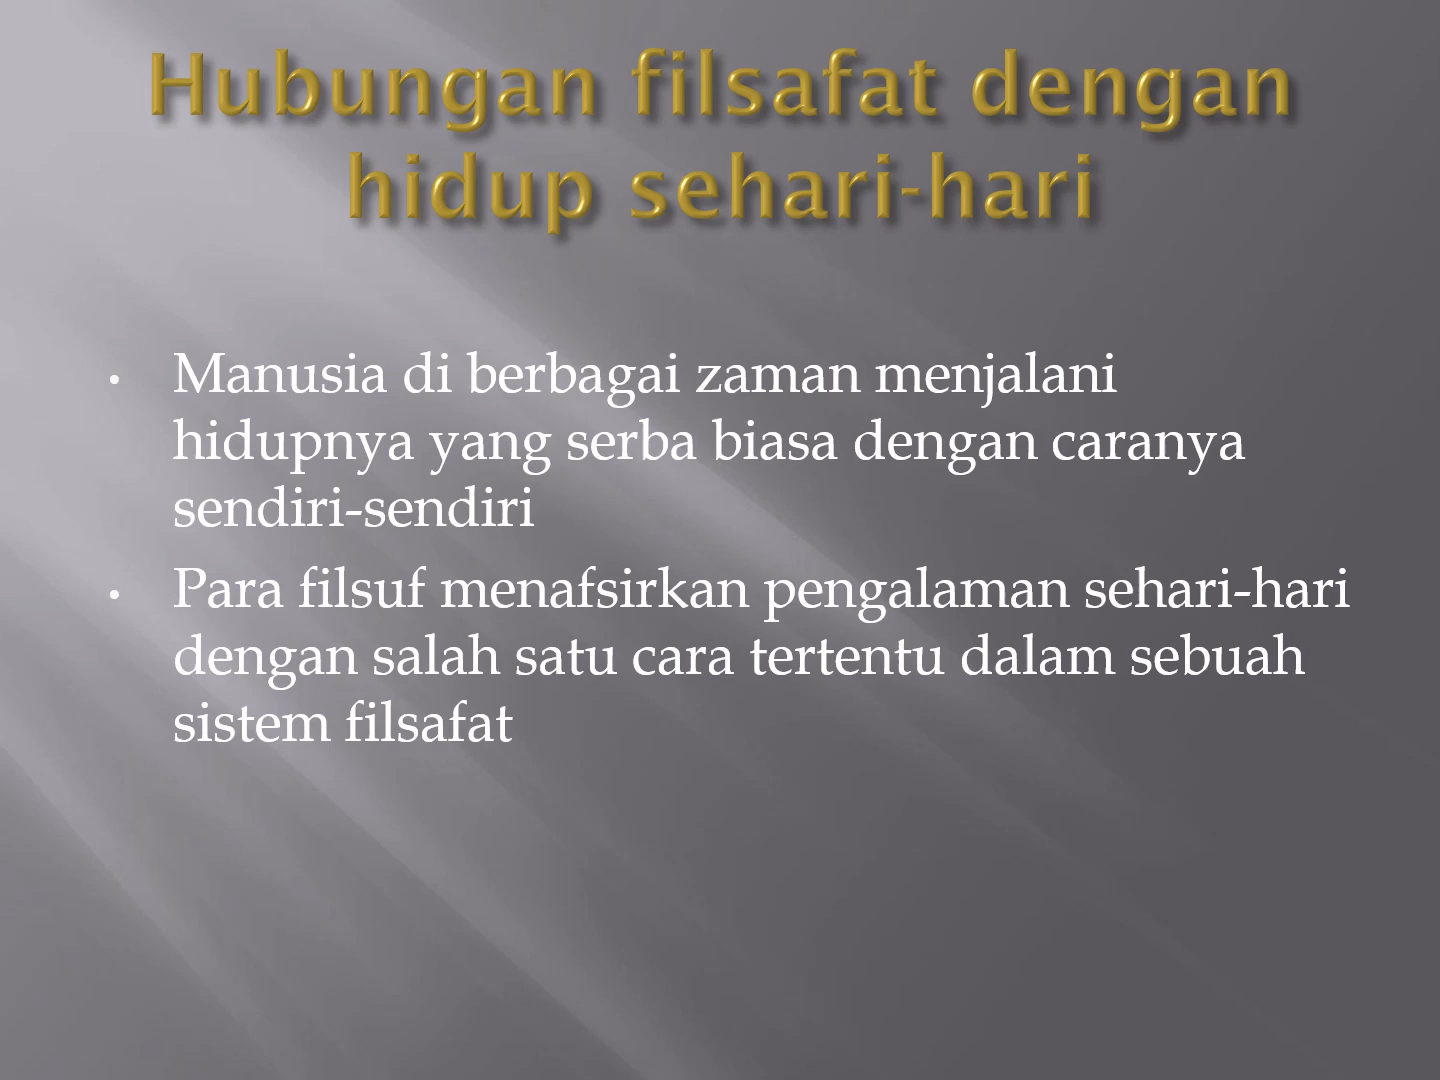 Hubungan filsafat dengan
hidup sehari-hari
• Manusia di berbagai zaman menjalani
hidupnya yang serba biasa dengan caranya
sendiri-sendiri
• Para filsuf menafsirkan pengalaman sehari-hari
dengan salah satu cara tertentu dalam sebuah
sistem filsafat